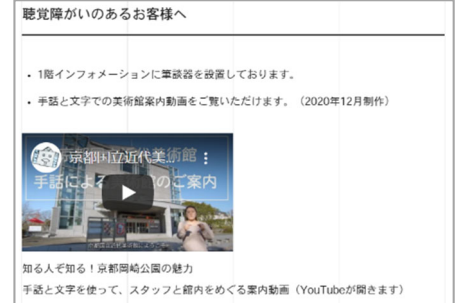 聴覚障がいのあるお客様へ
・1階インフォメーションに筆談器を設置しております。
・手話と文字での美術館案内動画をご覧いただけます。（2020年12月制作）
京都国立近代美術館
手話による
館のご案内
知る人ぞ知る！京都岡崎公園の魅力
手話と文字を使って、スタッフと館内をめぐる案内動画（YouTubeが開きます）